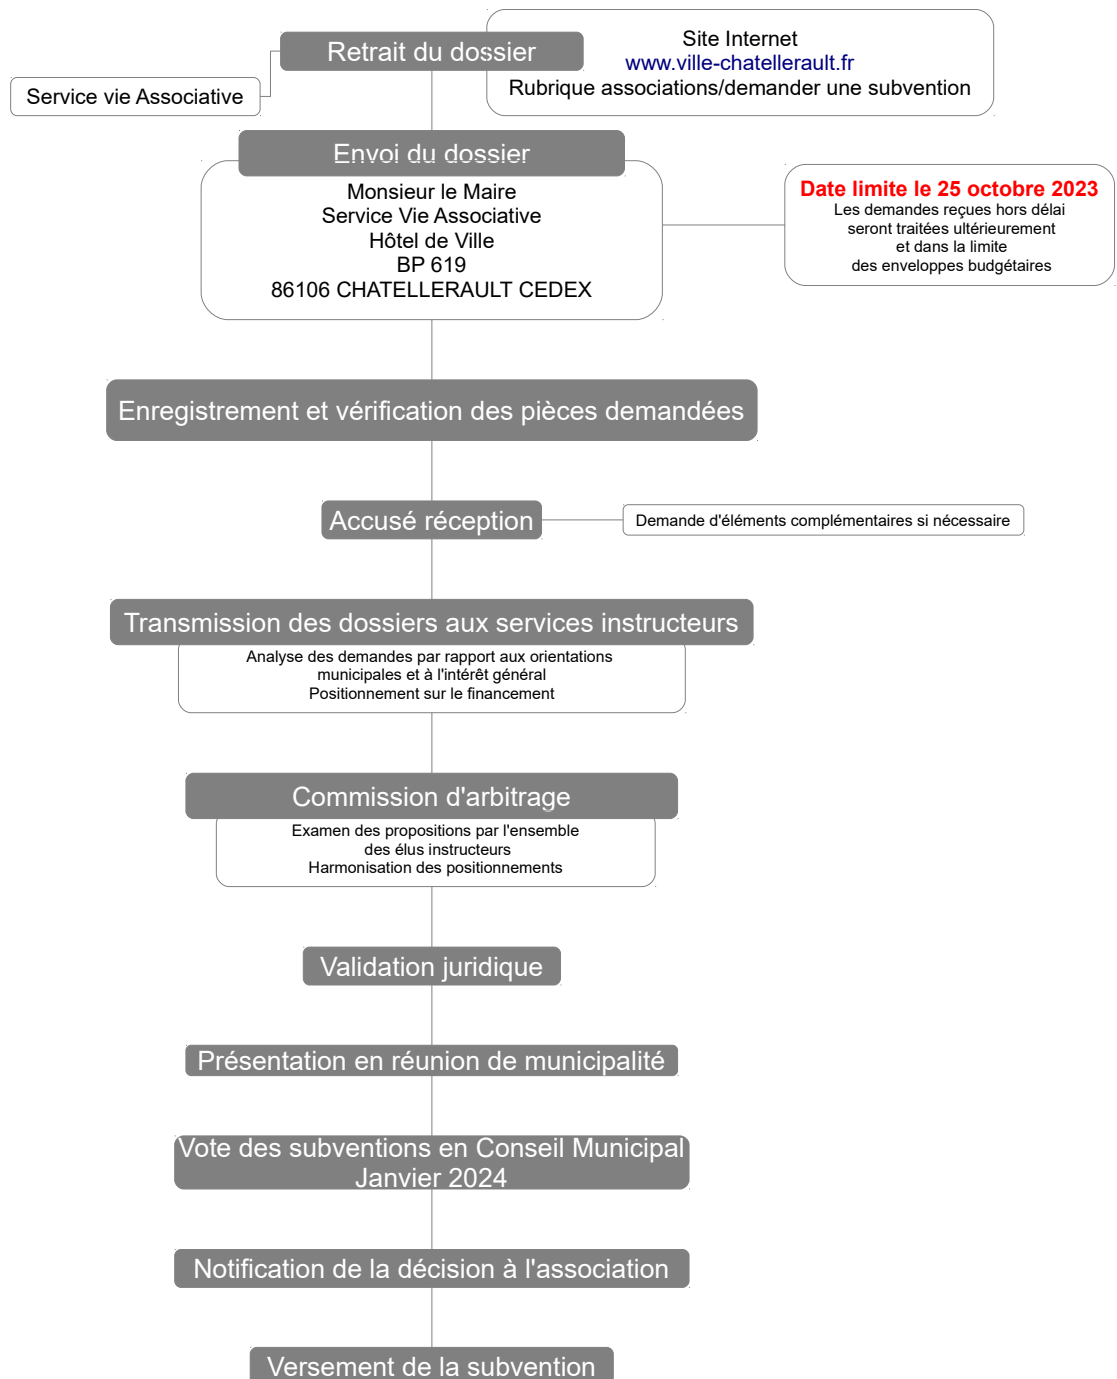 Retrait du dossier
Site Internet
www.ville-chatellerault.fr
Rubrique associations/demander une subvention
Service vie Associative
Envoi du dossier
Monsieur le Maire
Service Vie Associative
Hôtel de Ville
BP 619
86106 CHATELLERAULT CEDEX
Date limite le 25 octobre 2023
Les demandes reçues hors délai
seront traitées ultérieurement
et dans la limite
des enveloppes budgétaires
Enregistrement et vérification des pièces demandées
Accusé réception
Demande d'éléments complémentaires si nécessaire
Transmission des dossiers aux services instructeurs
Analyse des demandes par rapport aux orientations
municipales et à l'intérêt général
Positionnement sur le financement
Commission d'arbitrage
Examen des propositions par l'ensemble
des élus instructeurs
Harmonisation des positionnements
Validation juridique
Présentation en réunion de municipalité
Vote des subventions en Conseil Municipal
Janvier 2024
Notification de la décision à l'association
Versement de la subvention